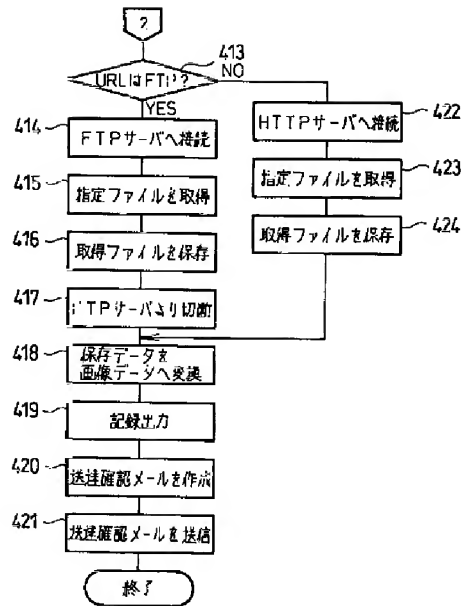 2
413
URLはFTP?
NO
YES
414
FTPサーバへ接続
415
指定ファイルを取得
416
取得ファイルを保存
417
FTPサーバより切断
422
HTTPサーバへ接続
423
指定ファイルを取得
424
取得ファイルを保存
418
保存データを
画像データへ変換
419
記録出力
420
送達確認メールを作成
421
送達確認メールを送信
終了